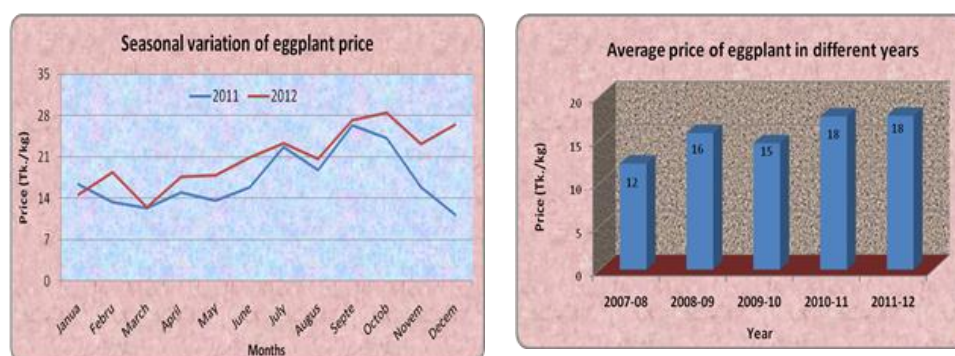 Seasonal variation of eggplant price
35
28
21
14
7
0
Price (Tk./kg)
2011
2012
Janua
Febru
March
April
May
June
July
Augus
Septe
Octob
Novem
Decem
Months
Average price of eggplant in different years
20
15
10
5
0
Price (Tk./kg)
12
16
15
18
18
2007-08
2008-09
2009-10
2010-11
2011-12
Year